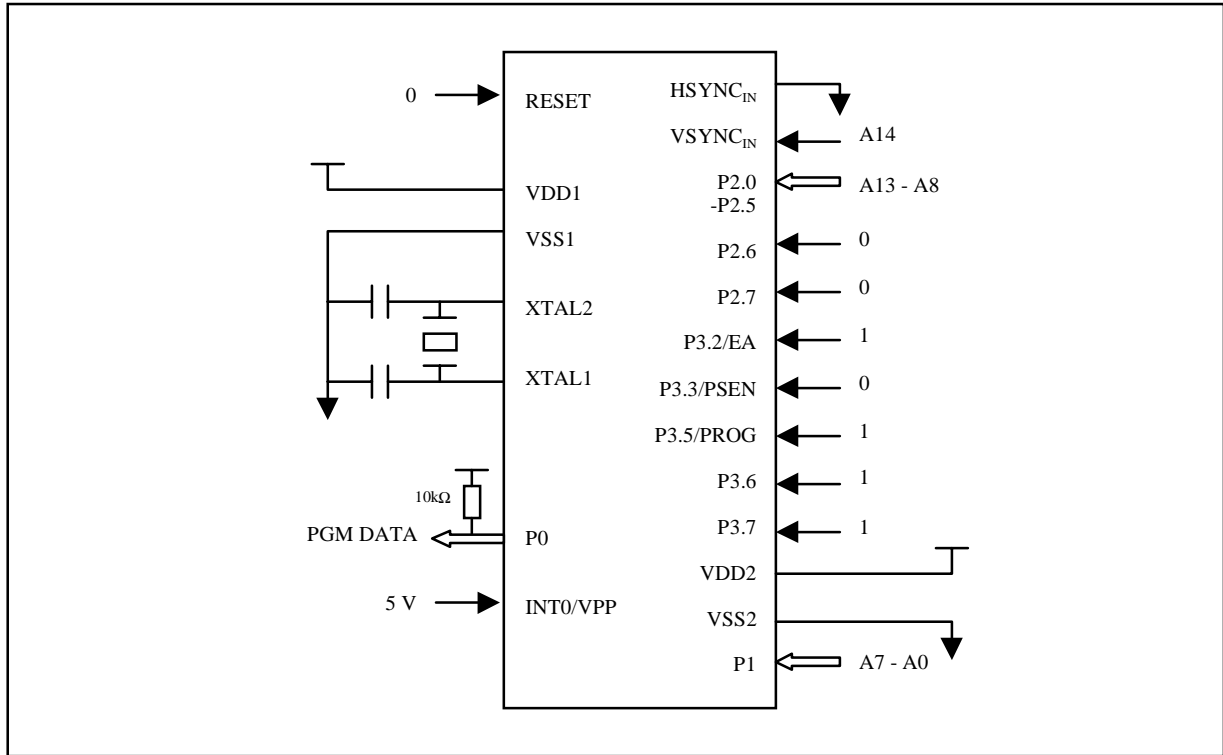 0
RESET
VDD1
VSS1
XTAL2
XTAL1
10kΩ
PGM DATA
P0
5 V
INT0/VPP
HSYNC_IN
VSYNC_IN
A14
P2.0
-P2.5
A13 - A8
P2.6
0
P2.7
0
P3.2/EA
1
P3.3/PSEN
0
P3.5/PROG
1
P3.6
1
P3.7
1
VDD2
VSS2
P1
A7 - A0